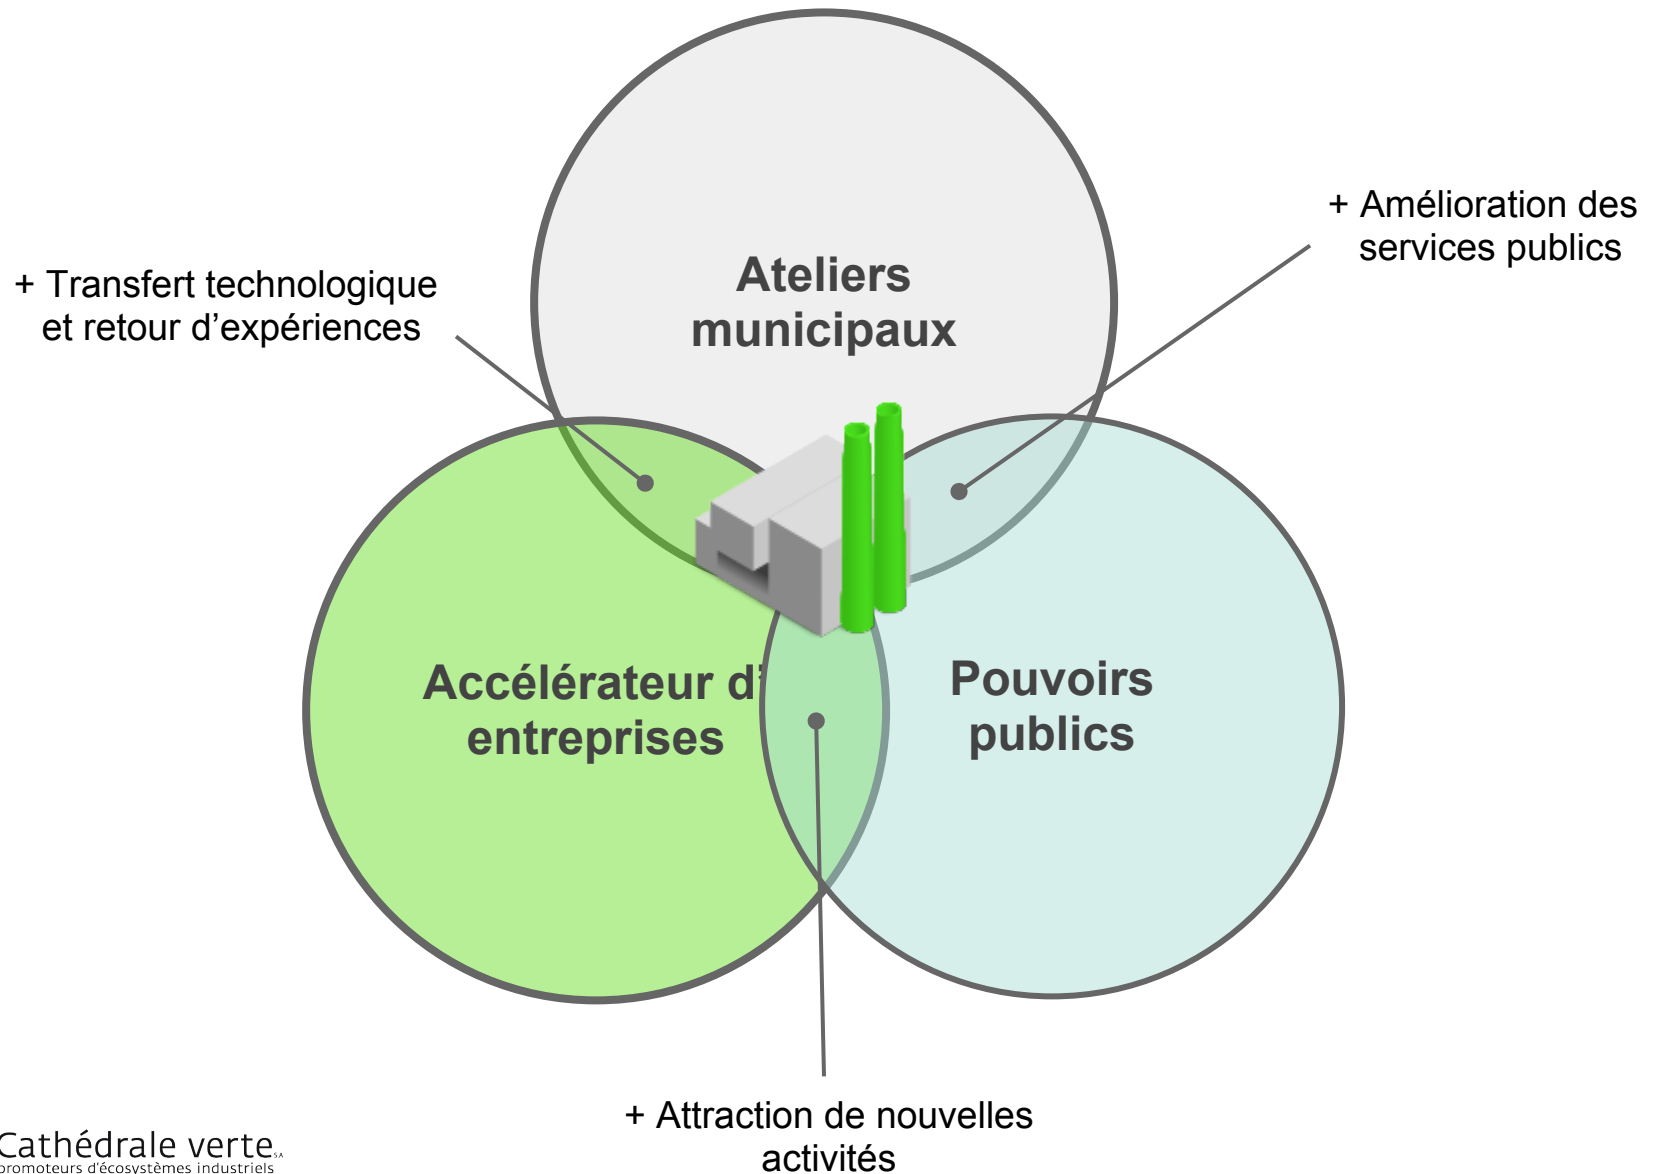 + Amélioration des
services publics
+ Transfert technologique
et retour d’expériences
Ateliers
municipaux
Accélérateur d’
entreprises
Pouvoirs
publics
+ Attraction de nouvelles
activités
Cathédrale verte SA
promoteurs d'écosystèmes industriels